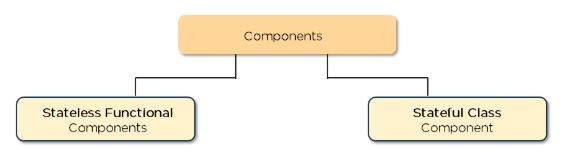 Components
Stateless Functional
Components
Stateful Class
Component